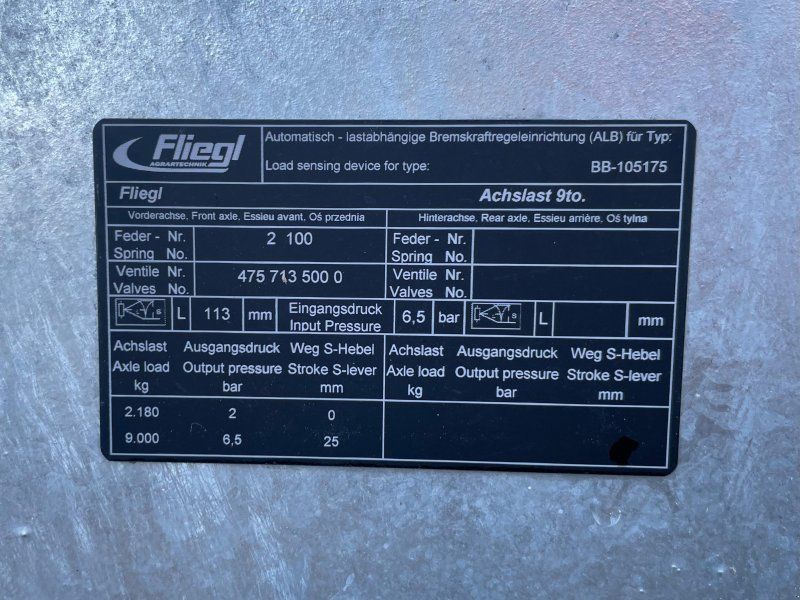 Fliegl
AGRARTECHNIK
Automatisch - lastabhängige Bremskraftregeleinrichtung (ALB) für Typ:
Load sensing device for type: BB-105175
Fliegl Achslast 9to.
Vorderachse. Front axle. Essieu avant. Oś przednia Hinterachse. Rear axle. Essieu arrière. Oś tylna
Feder - Nr. 2 100 Feder - Nr.
Spring No. Spring No.
Ventile Nr. 475 713 500 0 Ventile Nr.
Valves No. Valves No.
S L 113 mm Eingangsdruck 6,5 bar S L mm
Input Pressure
Achslast Ausgangsdruck Weg S-Hebel Achslast Ausgangsdruck Weg S-Hebel
Axle load Output pressure Stroke S-lever Axle load Output pressure Stroke S-lever
kg bar mm kg bar mm
2.180 2 0
9.000 6,5 25